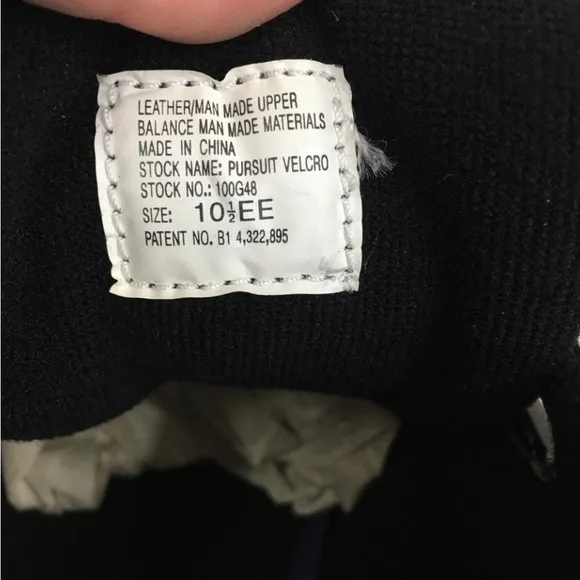 LEATHER/MAN MADE UPPER
BALANCE MAN MADE MATERIALS
MADE IN CHINA
STOCK NAME: PURSUIT VELCRO
STOCK NO.: 100G48
SIZE: 10½EE
PATENT NO. B1 4,322,895